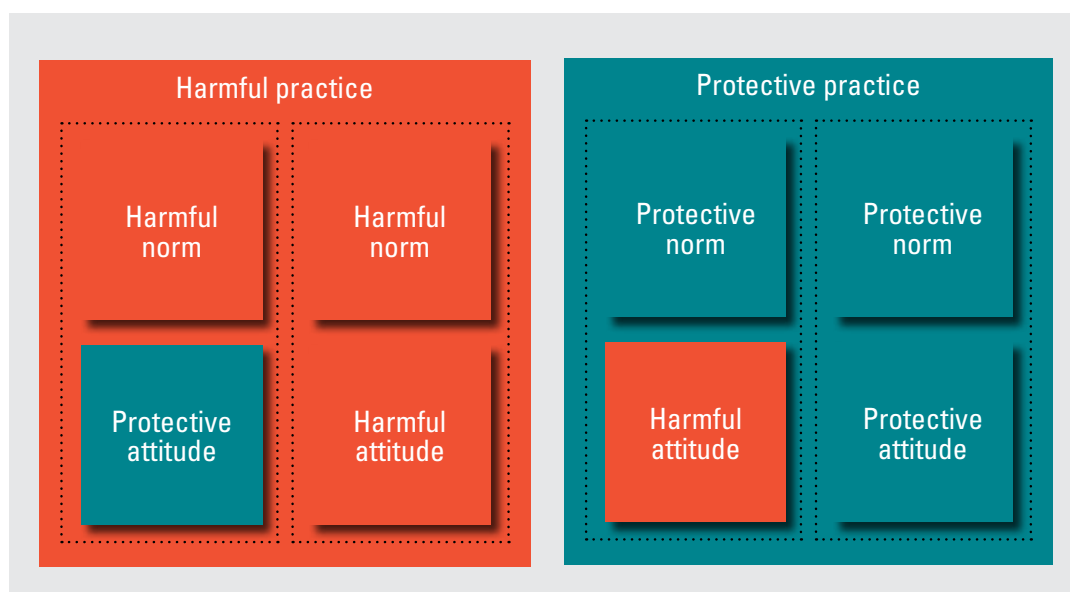 Harmful practice
Harmful
norm
Harmful
norm
Protective
attitude
Harmful
attitude
Protective practice
Protective
norm
Protective
norm
Harmful
attitude
Protective
attitude